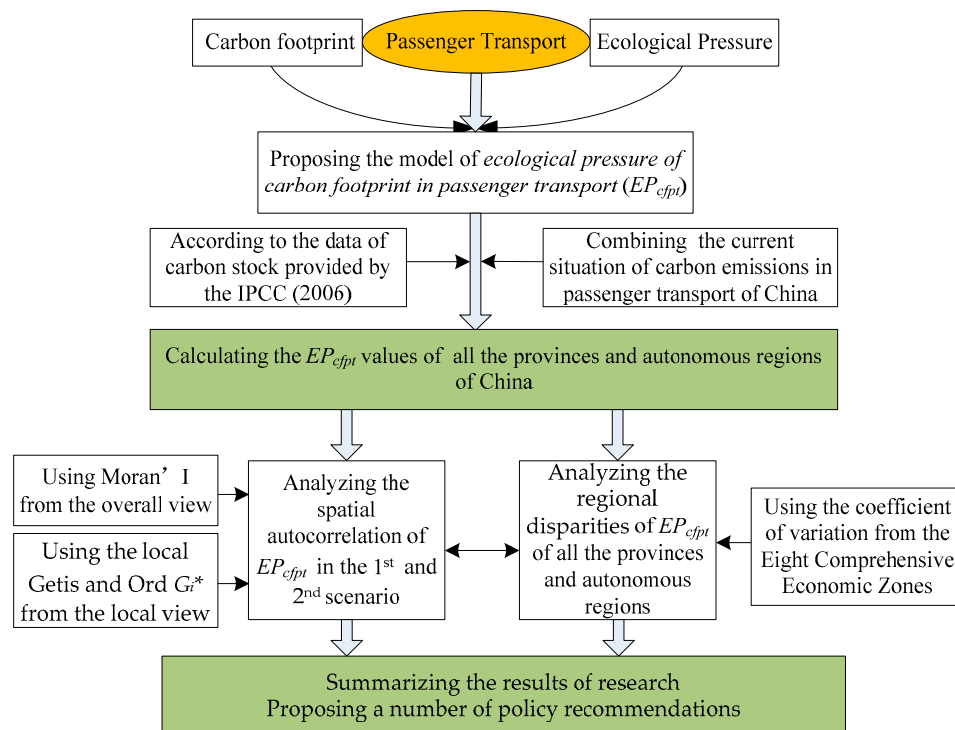 Carbon footprint
Passenger Transport
Ecological Pressure
Proposing the model of ecological pressure of
carbon footprint in passenger transport (EPcfpt)
According to the data of
carbon stock provided by
the IPCC (2006)
Combining the current
situation of carbon emissions in
passenger transport of China
Calculating the EPcfpt values of all the provinces and autonomous regions
of China
Using Moran' I
from the overall view
Using the local
Getis and Ord Gi*
from the local view
Analyzing the
spatial
autocorrelation of
EPcfpt in the 1st and
2nd scenario
Analyzing the
regional
disparities of EPcfpt
of all the provinces
and autonomous
regions
Using the coefficient
of variation from the
Eight Comprehensive
Economic Zones
Summarizing the results of research
Proposing a number of policy recommendations